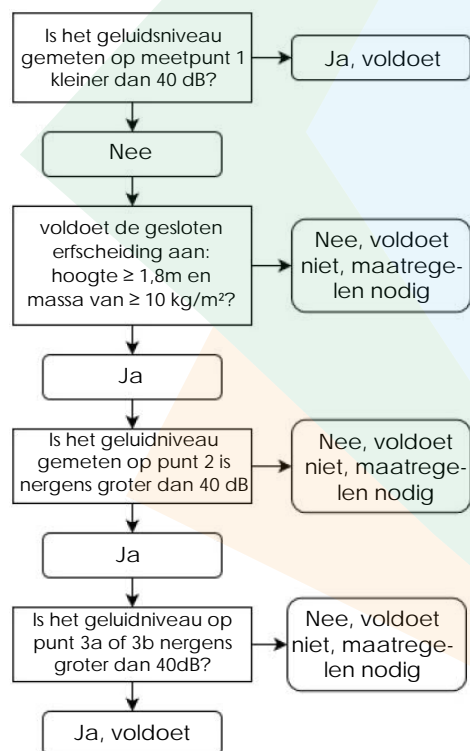 Is het geluidsniveau
gemeten op meetpunt 1
kleiner dan 40 dB?
Ja, voldoet
Nee
voldoet de gesloten
erfscheiding aan:
hoogte ≥ 1,8m en
massa van ≥ 10 kg/m²?
Nee, voldoet
niet, maatrege-
len nodig
Ja
Is het geluidniveau
gemeten op punt 2 is
nergens groter dan 40 dB
Nee, voldoet
niet, maatrege-
len nodig
Ja
Is het geluidniveau op
punt 3a of 3b nergens
groter dan 40dB?
Nee, voldoet
niet, maatrege-
len nodig
Ja, voldoet